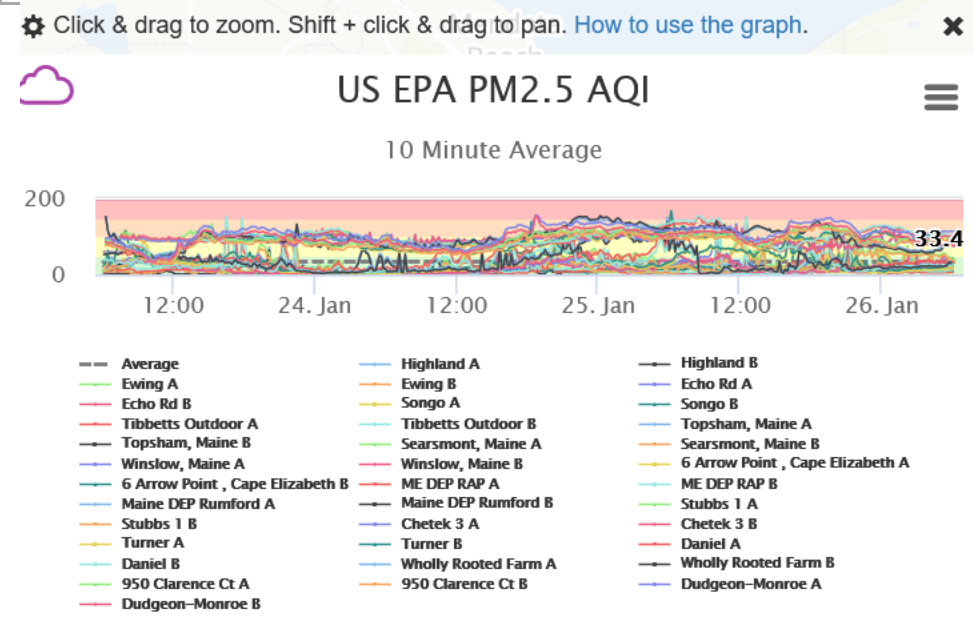 Click & drag to zoom. Shift + click & drag to pan. How to use the graph.
US EPA PM2.5 AQI
10 Minute Average
200
33.4
0
12:00 24. Jan 12:00 25. Jan 12:00 26. Jan
Average Highland A Highland B
Ewing A Ewing B Echo Rd A
Echo Rd B Songo A Songo B
Tibbetts Outdoor A Tibbetts Outdoor B Topsham, Maine A
Topsham, Maine B Searsmont, Maine A Searsmont, Maine B
Winslow, Maine A Winslow, Maine B 6 Arrow Point , Cape Elizabeth A
6 Arrow Point , Cape Elizabeth B ME DEP RAP A ME DEP RAP B
Maine DEP Rumford A Maine DEP Rumford B Stubbs 1 A
Stubbs 1 B Chetek 3 A Chetek 3 B
Turner A Turner B Daniel A
Daniel B Wholly Rooted Farm A Wholly Rooted Farm B
950 Clarence Ct A 950 Clarence Ct B Dudgeon-Monroe A
Dudgeon-Monroe B